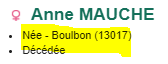 ♀ Anne MAUCHE
• Née - Boulbon (13017)
• Décédée